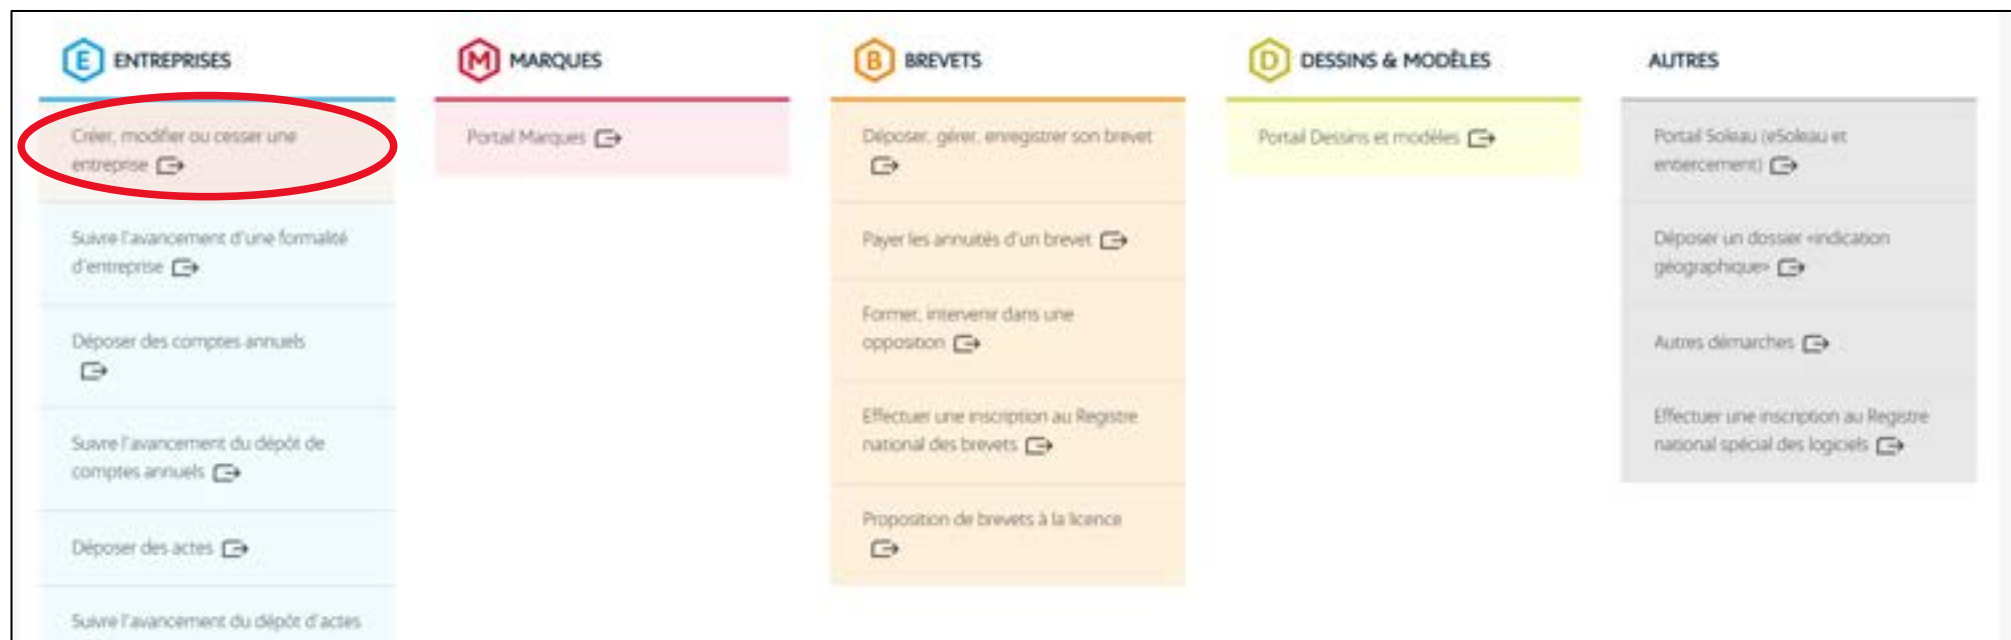 E ENTREPRISES
Créer, modifier ou cesser une
entreprise
Suivre l'avancement d'une formalité
d'entreprise
Déposer des comptes annuels
Suivre l'avancement du dépôt de
comptes annuels
Déposer des actes
Suivre l'avancement du dépôt d'actes
M MARQUES
Portail Marques
B BREVETS
Déposer, gérer, enregistrer son brevet
Payer les annuités d'un brevet
Former, intervenir dans une
opposition
Effectuer une inscription au Registre
national des brevets
Proposition de brevets à la licence
D DESSINS & MODÈLES
Portail Dessins et modèles
AUTRES
Portail Soleau (eSoleau et
entiercement)
Déposer un dossier «indication
géographique»
Autres démarches
Effectuer une inscription au Registre
national spécial des logiciels